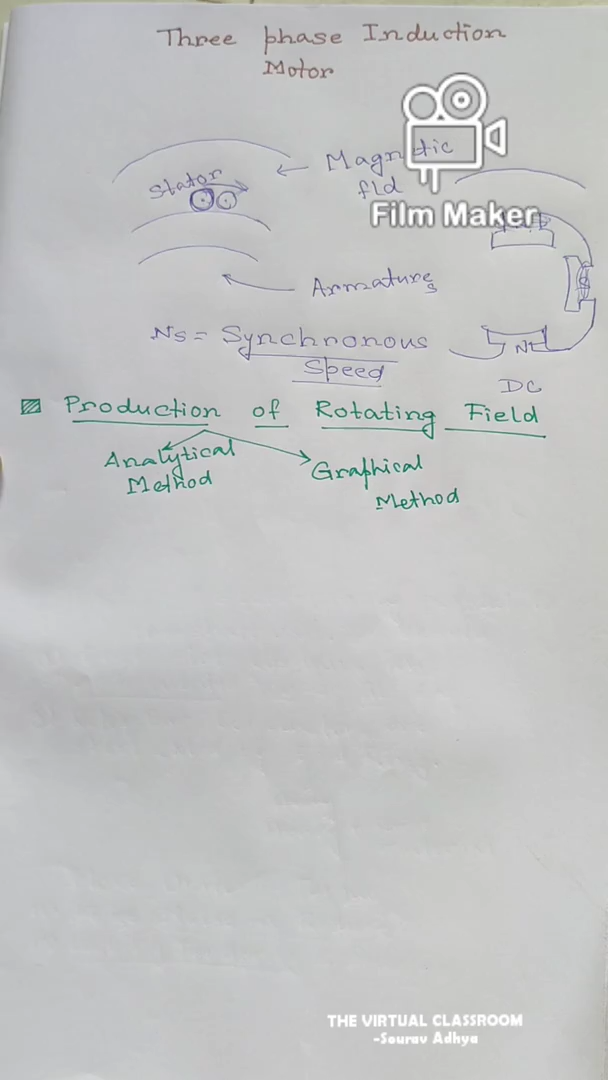 Three phase Induction
Motor
Stator
Magnetic
fld
Film Maker
Armature
Ns = Synchronous
Speed
N
DC
Production of Rotating Field
Analytical
Method
Graphical
Method
THE VIRTUAL CLASSROOM
-Sourav Adhya